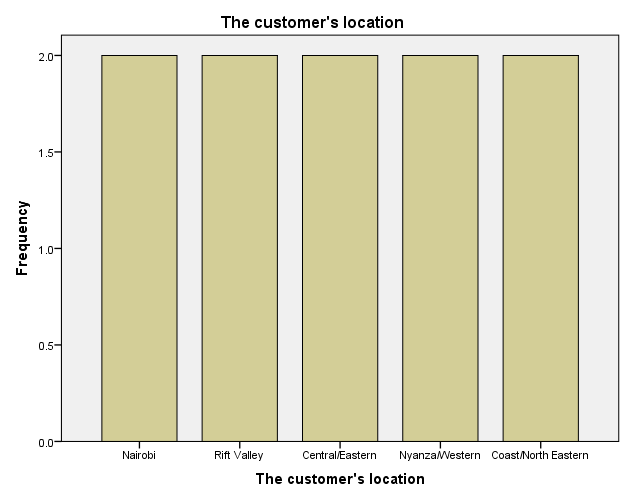 The customer's location
Frequency
2.0
1.5
1.0
0.5
0.0
Nairobi
Rift Valley
Central/Eastern
Nyanza/Western
Coast/North Eastern
The customer's location